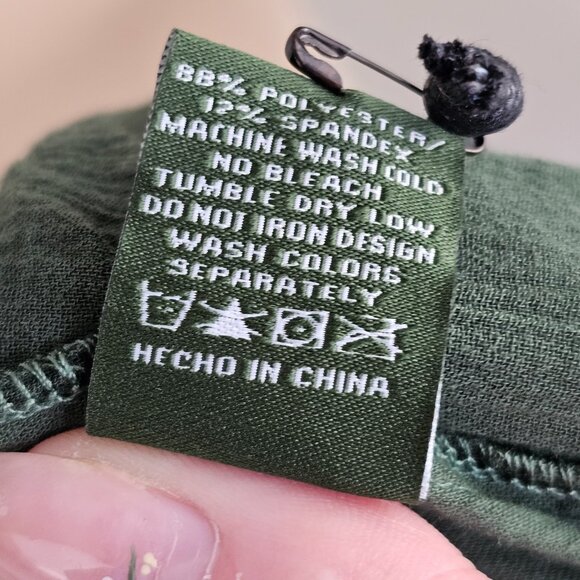 88% POLYESTER/
12% SPANDEX
MACHINE WASH COLD
NO BLEACH
TUMBLE DRY LOW
DO NOT IRON DESIGN
WASH COLORS
SEPARATELY
HECHO IN CHINA